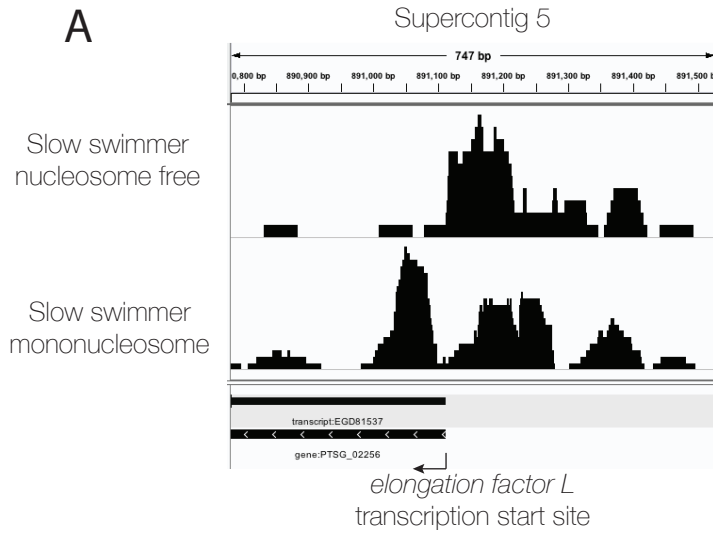 A
Supercontig 5
747 bp
0,800 bp 890,900 bp 891,000 bp 891,100 bp 891,200 bp 891,300 bp 891,400 bp 891,500 b
Slow swimmer
nucleosome free
Slow swimmer
mononucleosome
transcript:EGD81537
gene:PTSG_02256
elongation factor L
transcription start site